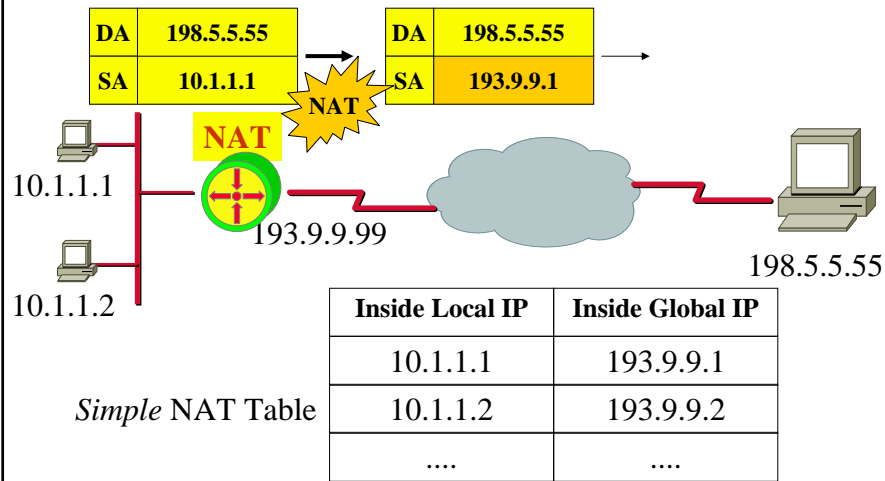 DA 198.5.5.55 DA 198.5.5.55
SA 10.1.1.1 SA 193.9.9.1
NAT
NAT
10.1.1.1
193.9.9.99
198.5.5.55
10.1.1.2
Inside Local IP Inside Global IP
10.1.1.1 193.9.9.1
Simple NAT Table 10.1.1.2 193.9.9.2
.... ....